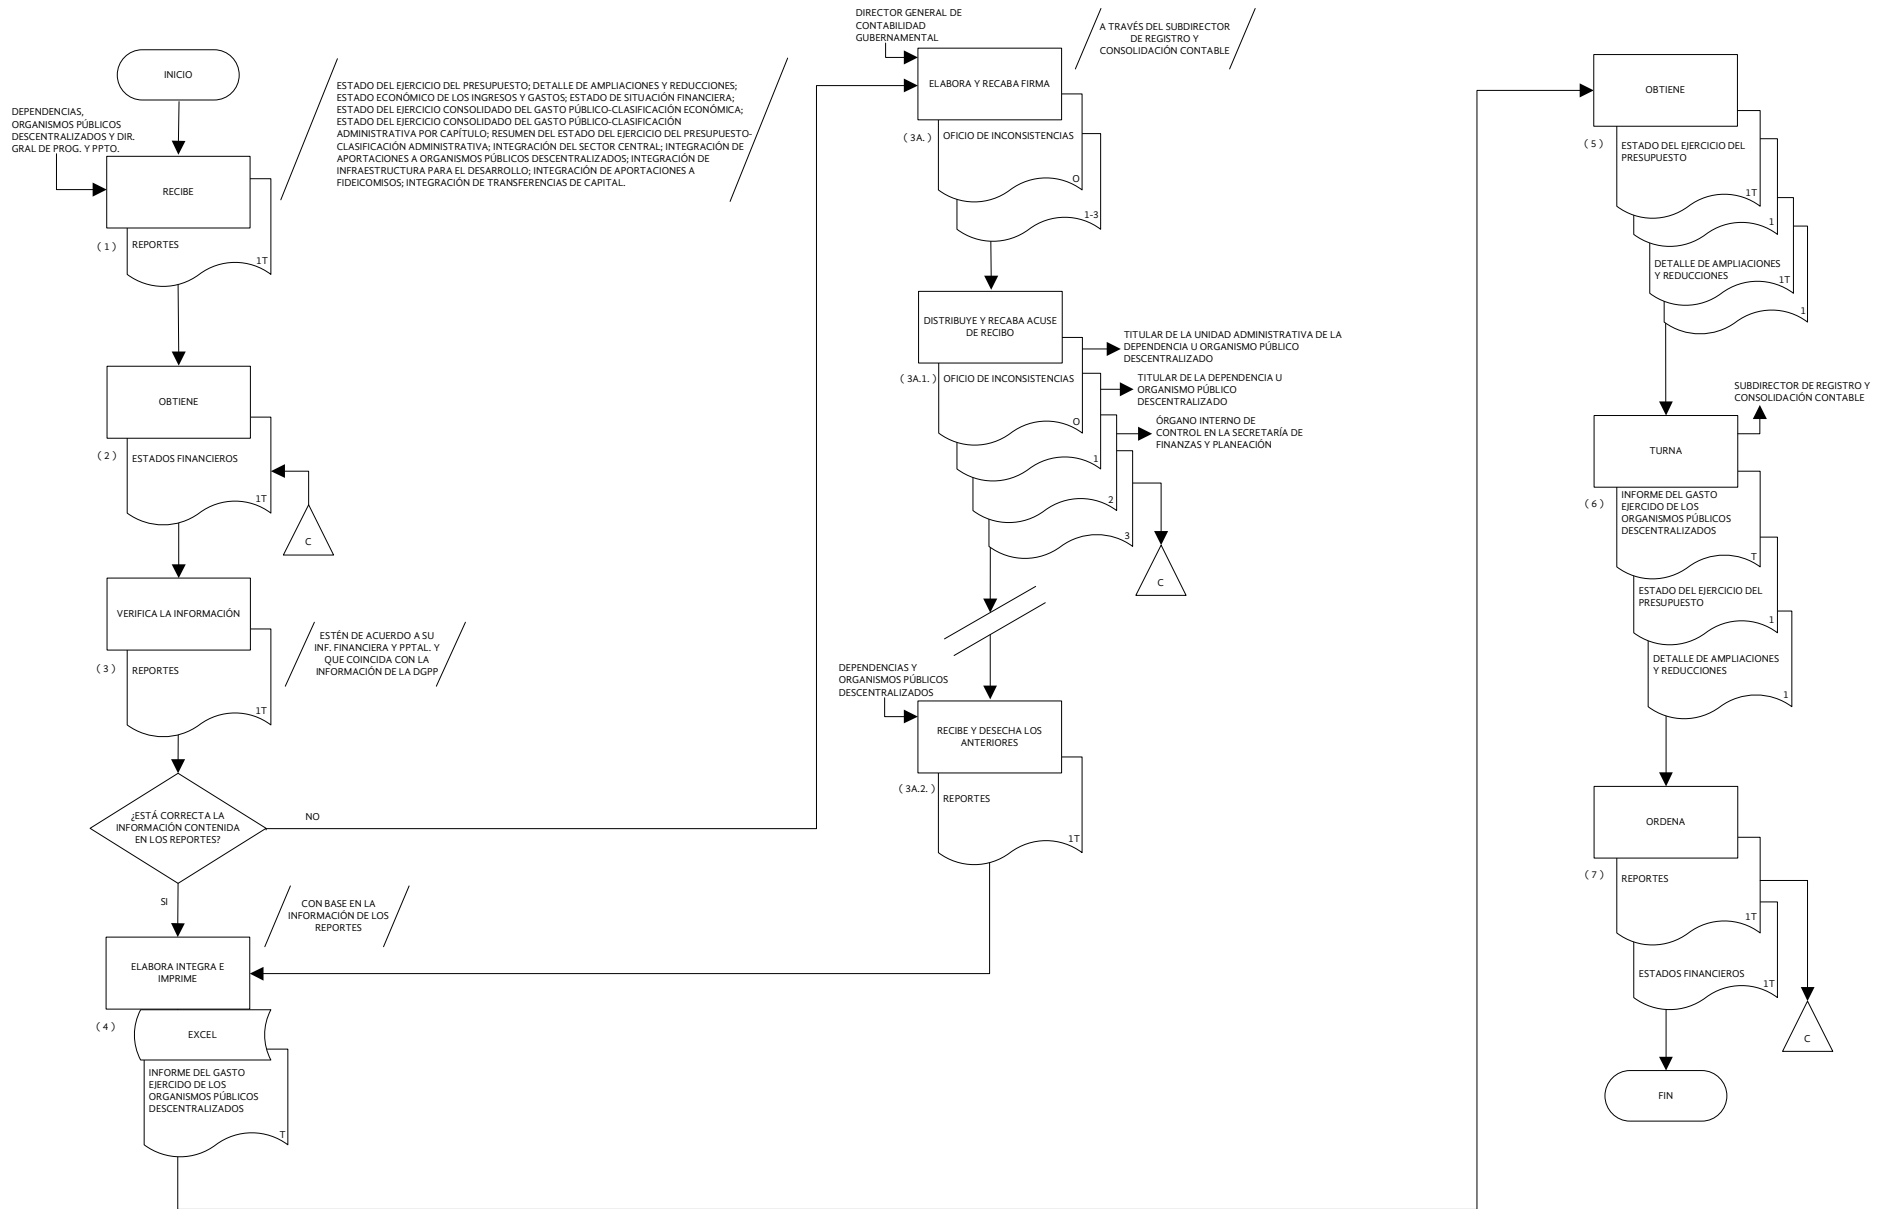 INICIO
DEPENDENCIAS,
ORGANISMOS PÚBLICOS
DESCENTRALIZADOS Y DIR.
GRAL DE PROG. Y PPTO.
RECIBE
( 1 )
REPORTES
1T
ESTADO DEL EJERCICIO DEL PRESUPUESTO; DETALLE DE AMPLIACIONES Y REDUCCIONES;
ESTADO ECONÓMICO DE LOS INGRESOS Y GASTOS; ESTADO DE SITUACIÓN FINANCIERA;
ESTADO DEL EJERCICIO CONSOLIDADO DEL GASTO PÚBLICO-CLASIFICACIÓN ECONÓMICA;
ESTADO DEL EJERCICIO CONSOLIDADO DEL GASTO PÚBLICO-CLASIFICACIÓN
ADMINISTRATIVA POR CAPÍTULO; RESUMEN DEL ESTADO DEL EJERCICIO DEL PRESUPUESTO-
CLASIFICACIÓN ADMINISTRATIVA; INTEGRACIÓN DEL SECTOR CENTRAL; INTEGRACIÓN DE
APORTACIONES A ORGANISMOS PÚBLICOS DESCENTRALIZADOS; INTEGRACIÓN DE
INFRAESTRUCTURA PARA EL DESARROLLO; INTEGRACIÓN DE APORTACIONES A
FIDEICOMISOS; INTEGRACIÓN DE TRANSFERENCIAS DE CAPITAL.
OBTIENE
( 2 )
ESTADOS FINANCIEROS
1T
C
VERIFICA LA INFORMACIÓN
( 3 )
REPORTES
1T
ESTÉN DE ACUERDO A SU
INF. FINANCIERA Y PPTAL. Y
QUE COINCIDA CON LA
INFORMACIÓN DE LA DGPP
¿ESTÁ CORRECTA LA
INFORMACIÓN CONTENIDA
EN LOS REPORTES?
NO
SI
CON BASE EN LA
INFORMACIÓN DE LOS
REPORTES
ELABORA INTEGRA E
IMPRIME
( 4 )
EXCEL
INFORME DEL GASTO
EJERCIDO DE LOS
ORGANISMOS PÚBLICOS
DESCENTRALIZADOS
T
DIRECTOR GENERAL DE
CONTABILIDAD
GUBERNAMENTAL
A TRAVÉS DEL SUBDIRECTOR
DE REGISTRO Y
CONSOLIDACIÓN CONTABLE
ELABORA Y RECABA FIRMA
( 3A. )
OFICIO DE INCONSISTENCIAS
O
1-3
DISTRIBUYE Y RECABA ACUSE
DE RECIBO
( 3A.1. )
OFICIO DE INCONSISTENCIAS
O
1
2
3
TITULAR DE LA UNIDAD ADMINISTRATIVA DE LA
DEPENDENCIA U ORGANISMO PÚBLICO
DESCENTRALIZADO
TITULAR DE LA DEPENDENCIA U
ORGANISMO PÚBLICO
DESCENTRALIZADO
ÓRGANO INTERNO DE
CONTROL EN LA SECRETARÍA DE
FINANZAS Y PLANEACIÓN
C
DEPENDENCIAS Y
ORGANISMOS PÚBLICOS
DESCENTRALIZADOS
RECIBE Y DESECHA LOS
ANTERIORES
( 3A.2. )
REPORTES
1T
OBTIENE
( 5 )
ESTADO DEL EJERCICIO DEL
PRESUPUESTO
1T
1
DETALLE DE AMPLIACIONES
Y REDUCCIONES
1T
1
SUBDIRECTOR DE REGISTRO Y
CONSOLIDACIÓN CONTABLE
TURNA
( 6 )
INFORME DEL GASTO
EJERCIDO DE LOS
ORGANISMOS PÚBLICOS
DESCENTRALIZADOS
T
ESTADO DEL EJERCICIO DEL
PRESUPUESTO
1
DETALLE DE AMPLIACIONES
Y REDUCCIONES
1
ORDENA
( 7 )
REPORTES
1T
ESTADOS FINANCIEROS
1T
C
FIN